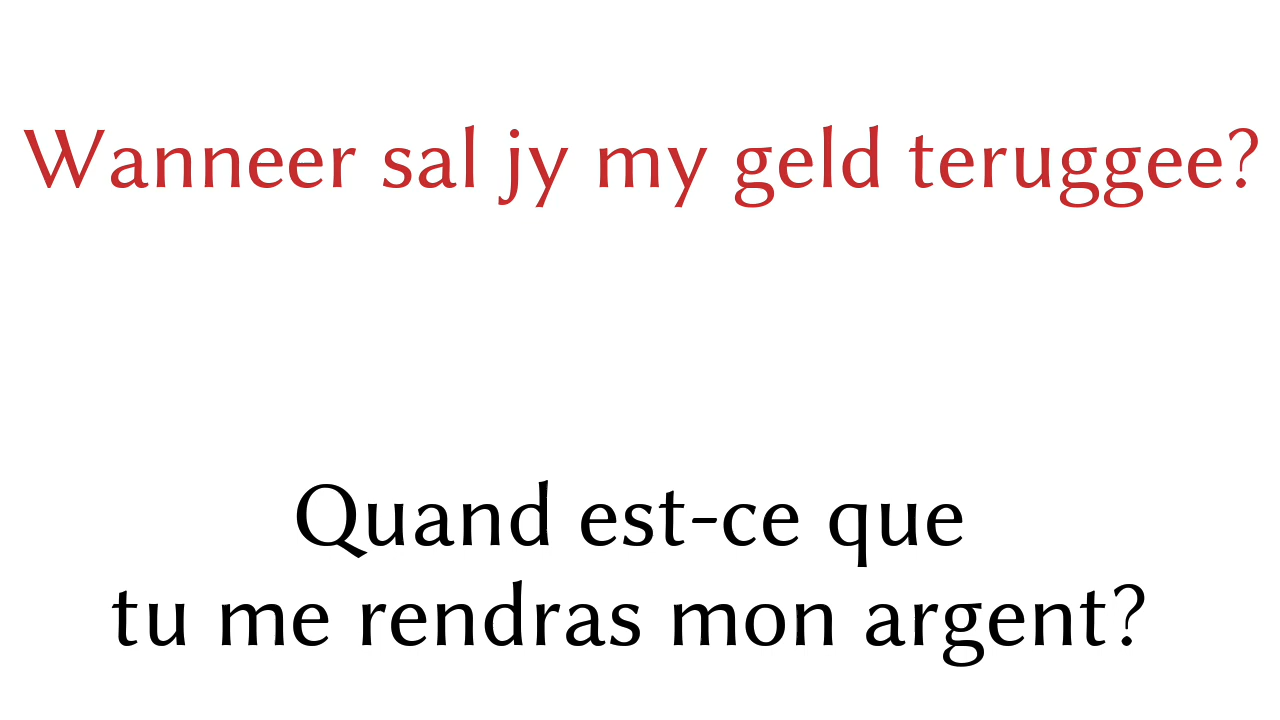 Wanneer sal jy my geld teruggee?
Quand est-ce que
tu me rendras mon argent?